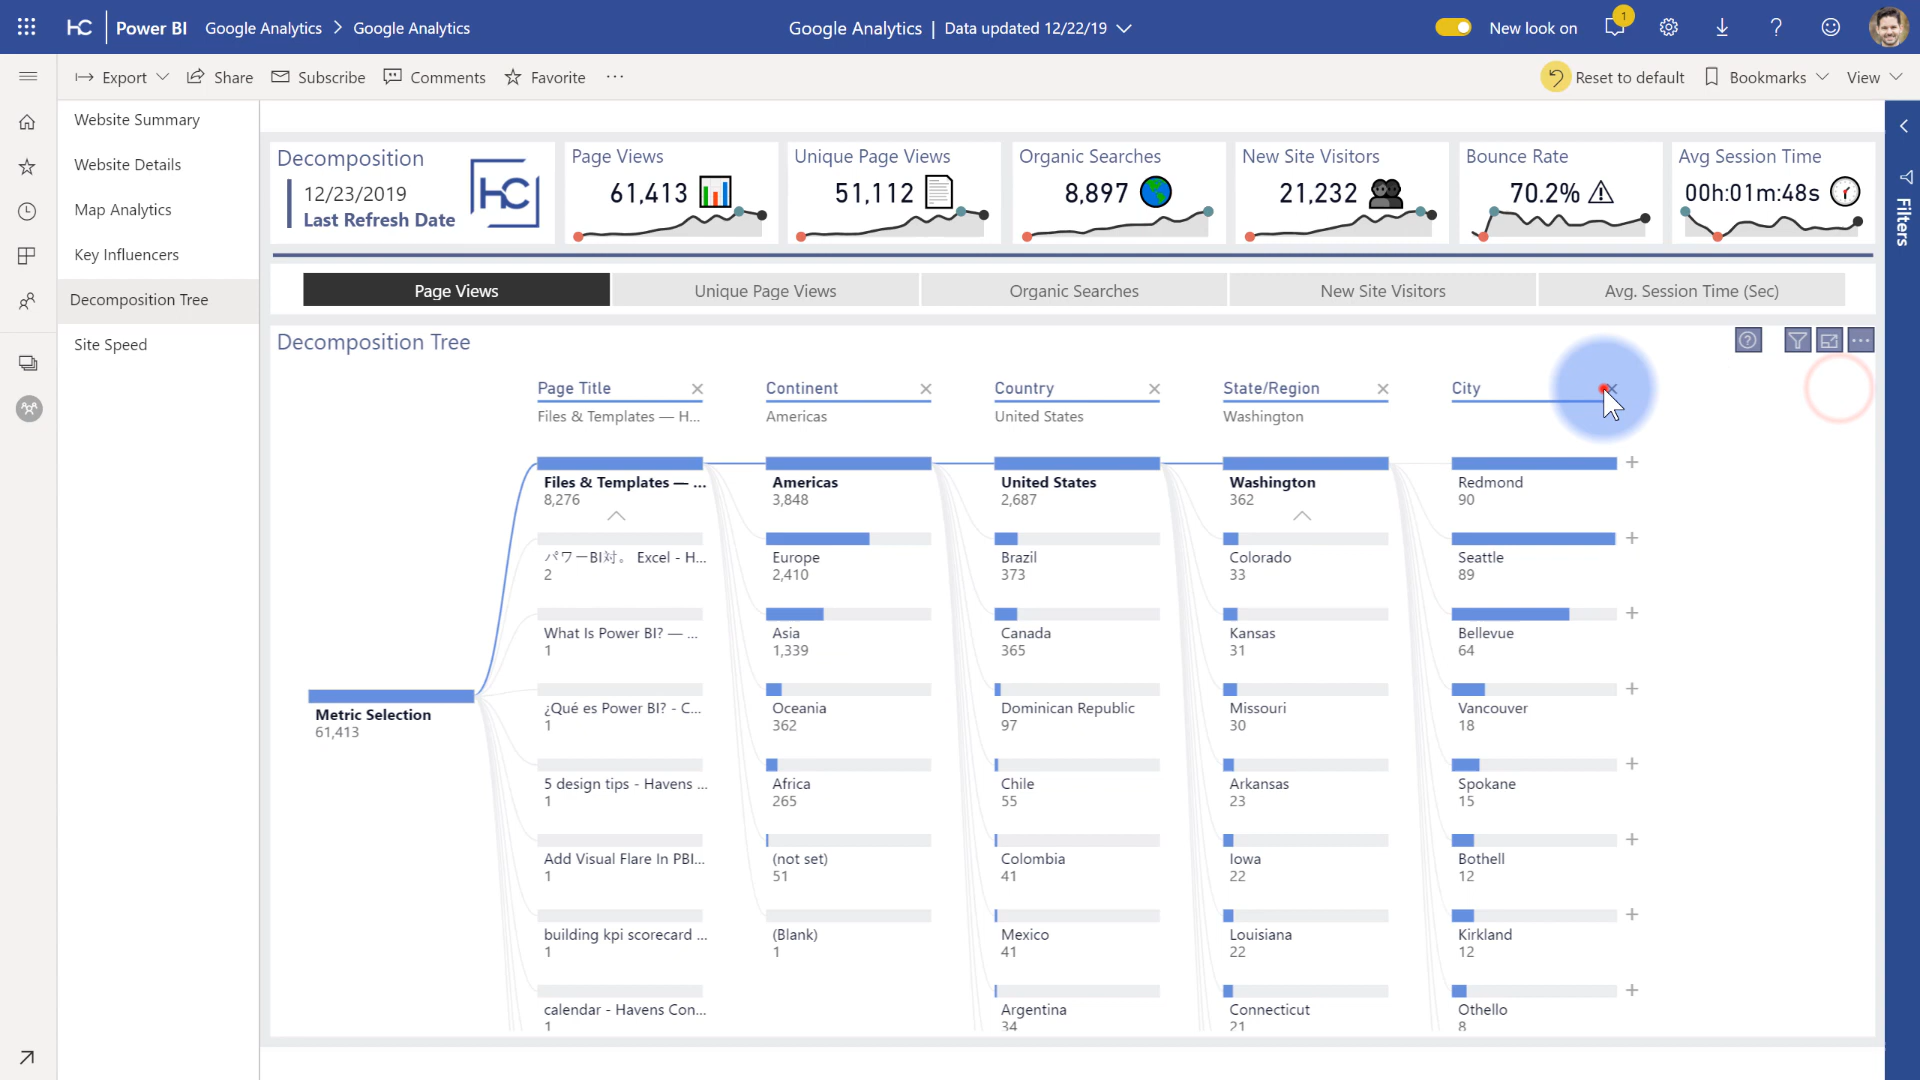 HC Power BI Google Analytics > Google Analytics
Google Analytics | Data updated 12/22/19
New look on
1
Export Share Subscribe Comments Favorite ...
Reset to default Bookmarks View
Website Summary
Website Details
Map Analytics
Key Influencers
Decomposition Tree
Site Speed
Filters
Decomposition
12/23/2019
Last Refresh Date
HC
Page Views
61,413
Unique Page Views
51,112
Organic Searches
8,897
New Site Visitors
21,232
Bounce Rate
70.2%
Avg Session Time
00h:01m:48s
Page Views Unique Page Views Organic Searches New Site Visitors Avg. Session Time (Sec)
Decomposition Tree
Metric Selection
61,413
Page Title
Files & Templates — H...
Files & Templates — ...
8,276
パワーBI対。 Excel - H...
2
What Is Power BI? — ...
1
¿Qué es Power BI? - C...
1
5 design tips - Havens ...
1
Add Visual Flare In PBI...
1
building kpi scorecard ...
1
calendar - Havens Con...
1
Continent
Americas
Americas
3,848
Europe
2,410
Asia
1,339
Oceania
362
Africa
265
(not set)
51
(Blank)
1
Country
United States
United States
2,687
Brazil
373
Canada
365
Dominican Republic
97
Chile
55
Colombia
41
Mexico
41
Argentina
34
State/Region
Washington
Washington
362
Colorado
33
Kansas
31
Missouri
30
Arkansas
23
Iowa
22
Louisiana
22
Connecticut
21
City
Redmond
90
Seattle
89
Bellevue
64
Vancouver
18
Spokane
15
Bothell
12
Kirkland
12
Othello
8